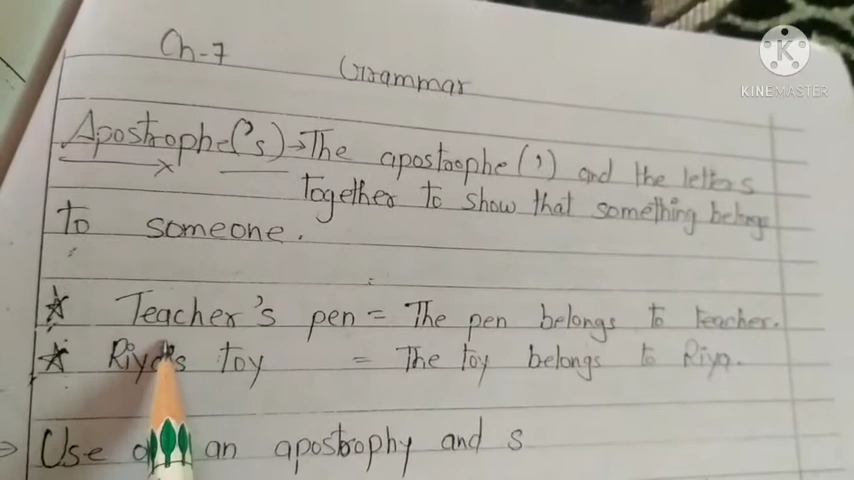 Ch-7 Grammar
K
KINEMASTER
Apostrophe('s) → The apostrophe (') and the letters
together to show that something belongs
to someone.
☆ Teacher's pen = The pen belongs to teacher.
☆ Riya's toy = The toy belongs to Riya.
⇒ Use an apostrophy and s